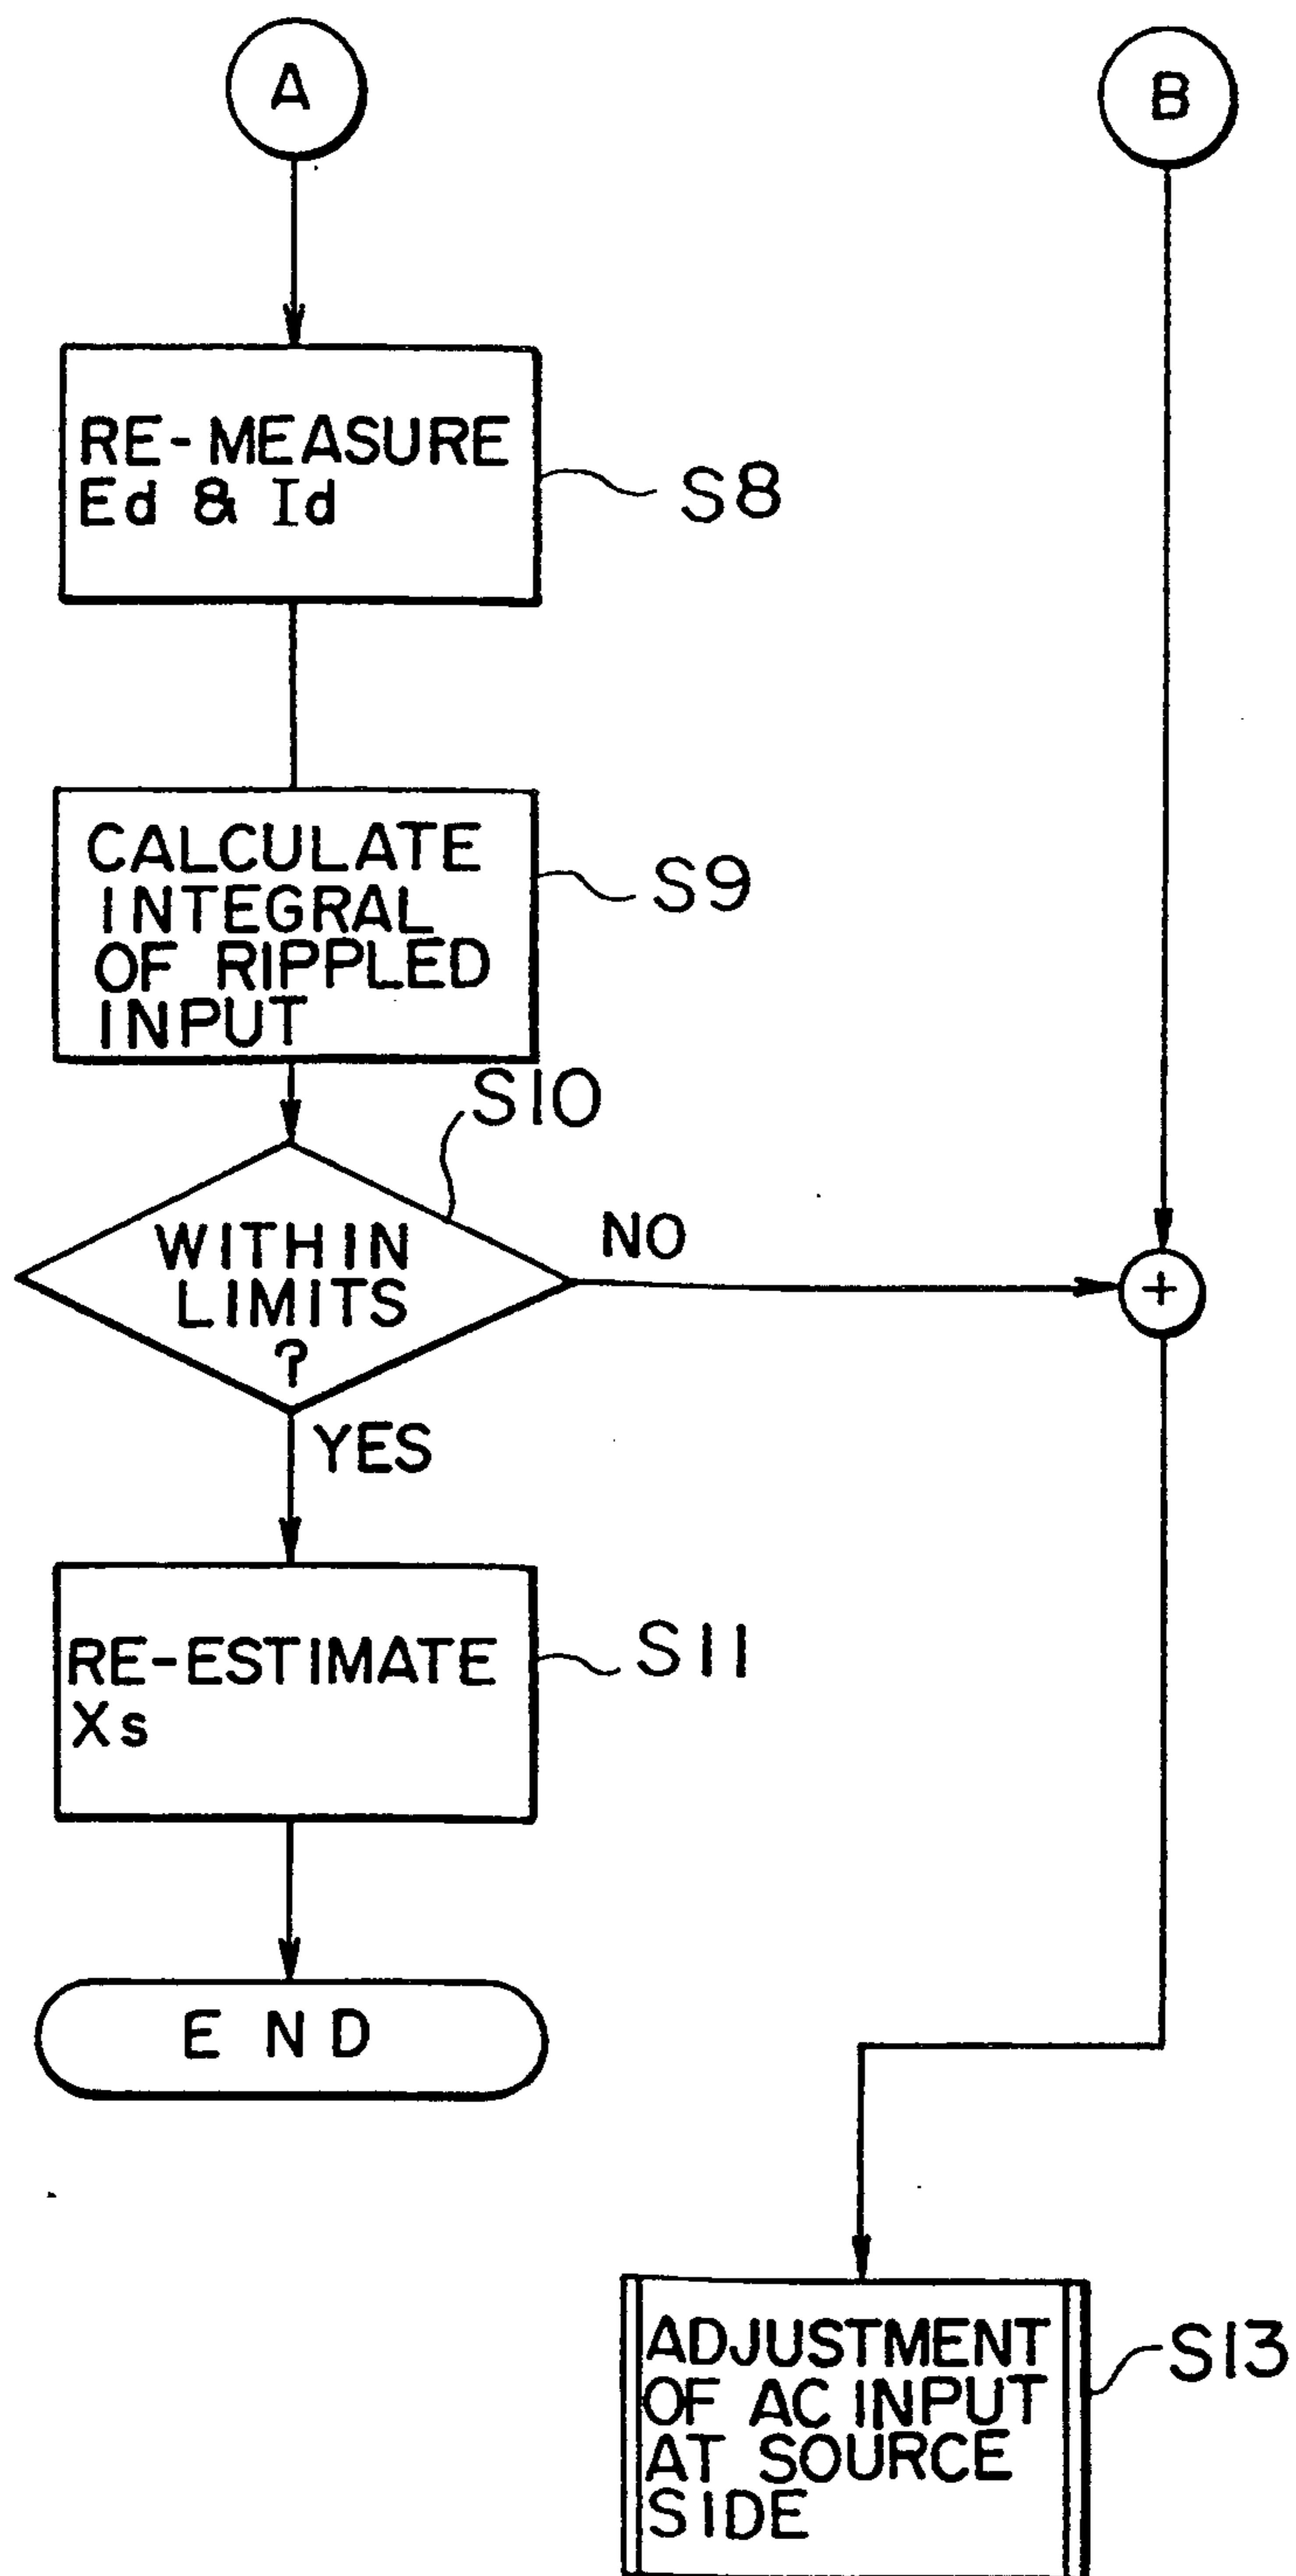 A
B
RE-MEASURE
Ed & Id
S8
CALCULATE
INTEGRAL
OF RIPPLED
INPUT
S9
S10
WITHIN
LIMITS
?
NO
+
YES
RE-ESTIMATE
Xs
S11
END
ADJUSTMENT
OF AC INPUT
AT SOURCE
SIDE
S13